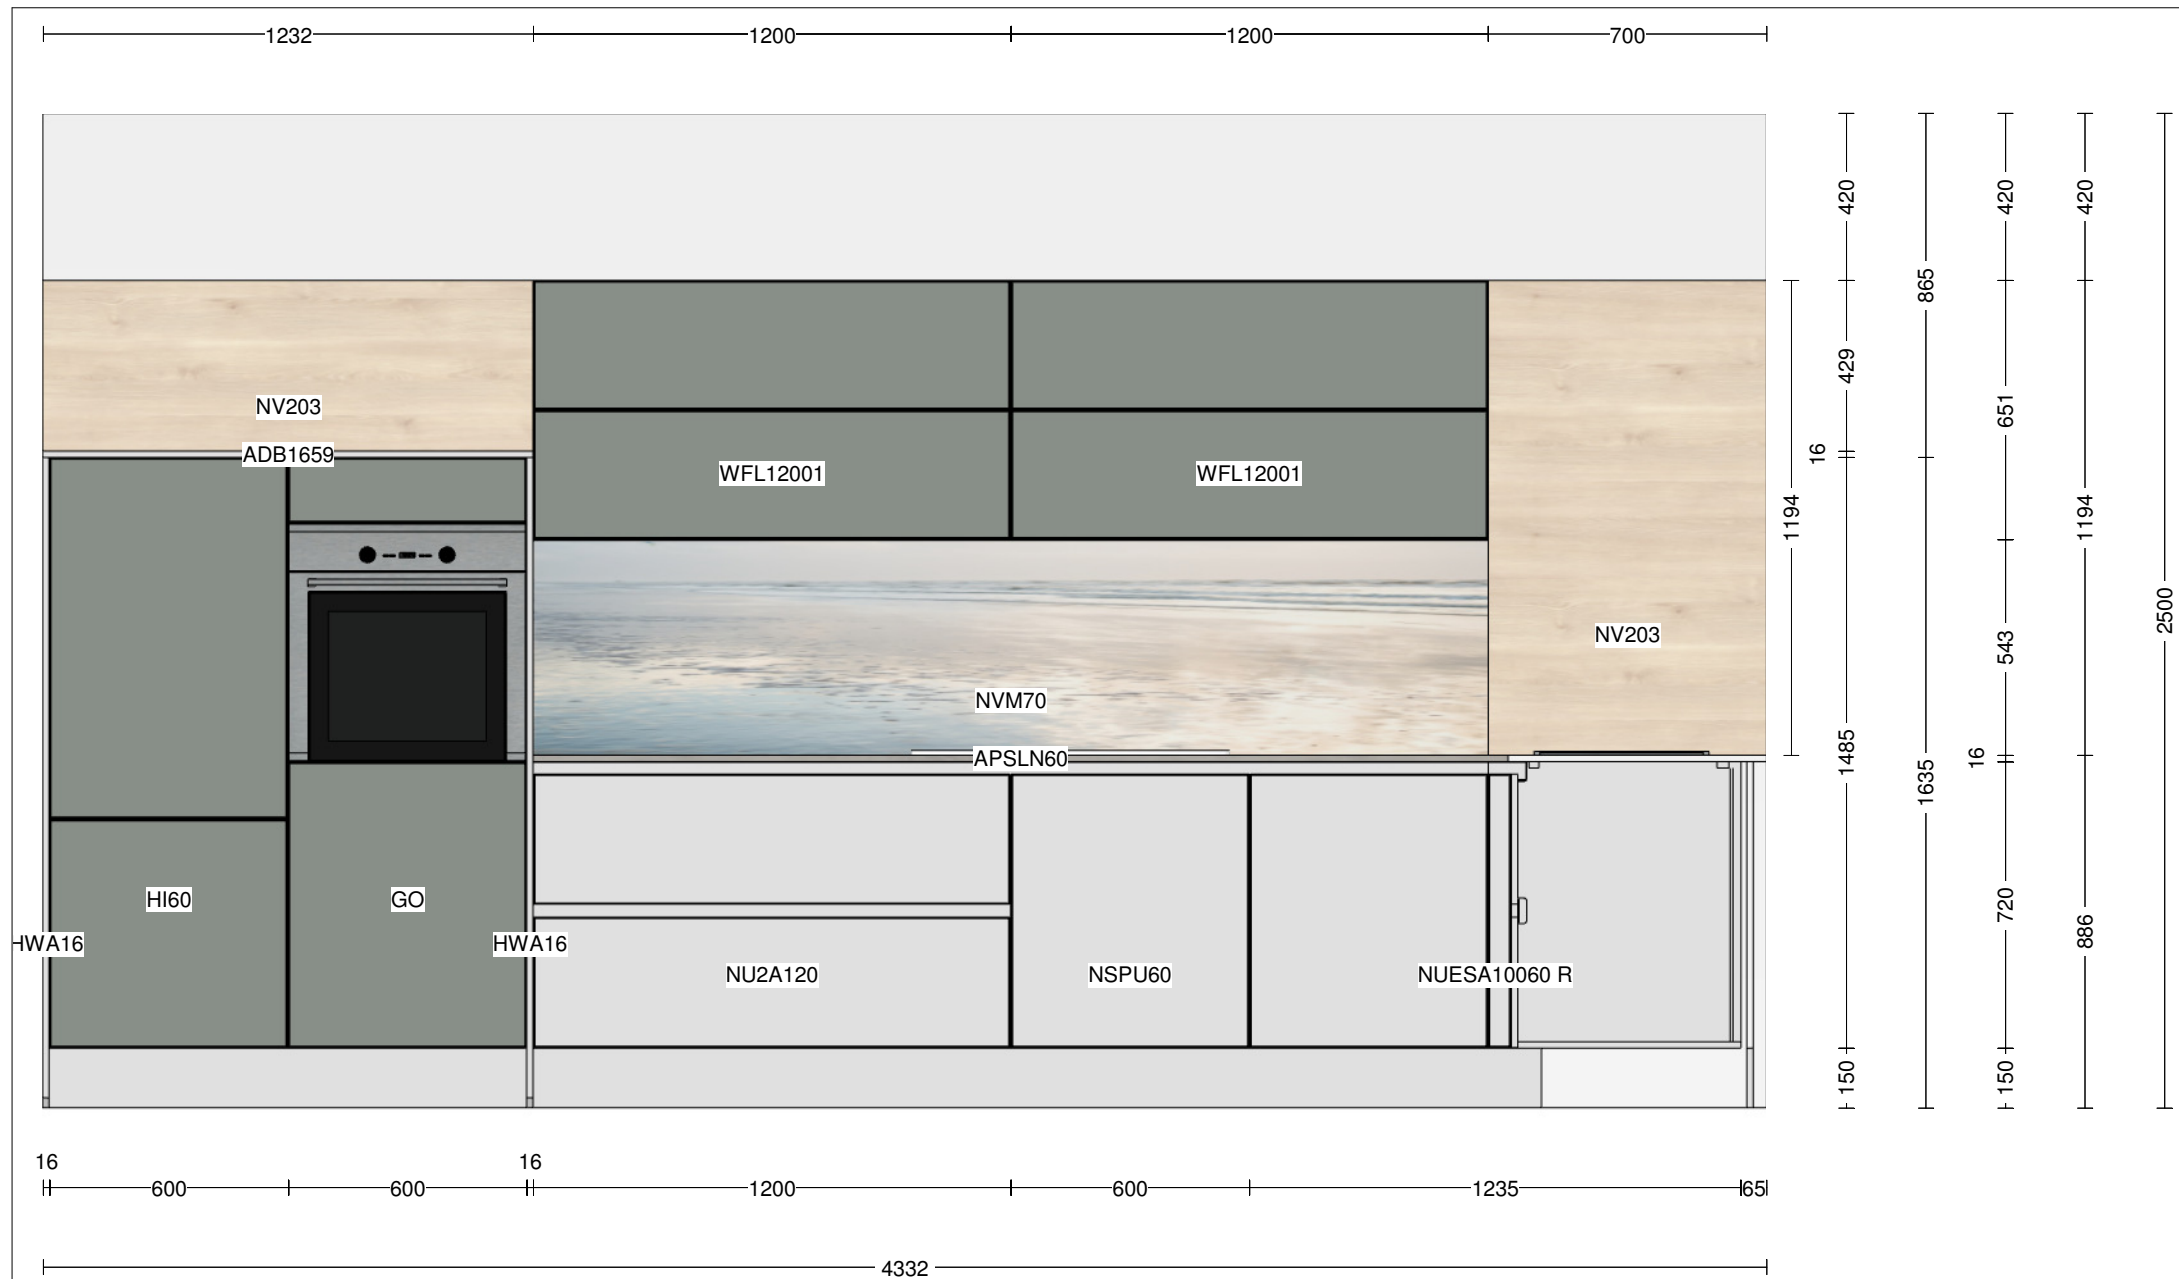 1232 1200 1200 700
420 420 420
865
429
651
16
1194 1194
2500
543
16
1485
1635
720
886
150 150
NV203
ADB1659
WFL12001 WFL12001
NV203
NVM70
APSLN60
HI60 GO
HWA16 HWA16
NU2A120 NSPU60 NUESA10060 R
16 16
600 600 1200 600 1235 65
4332